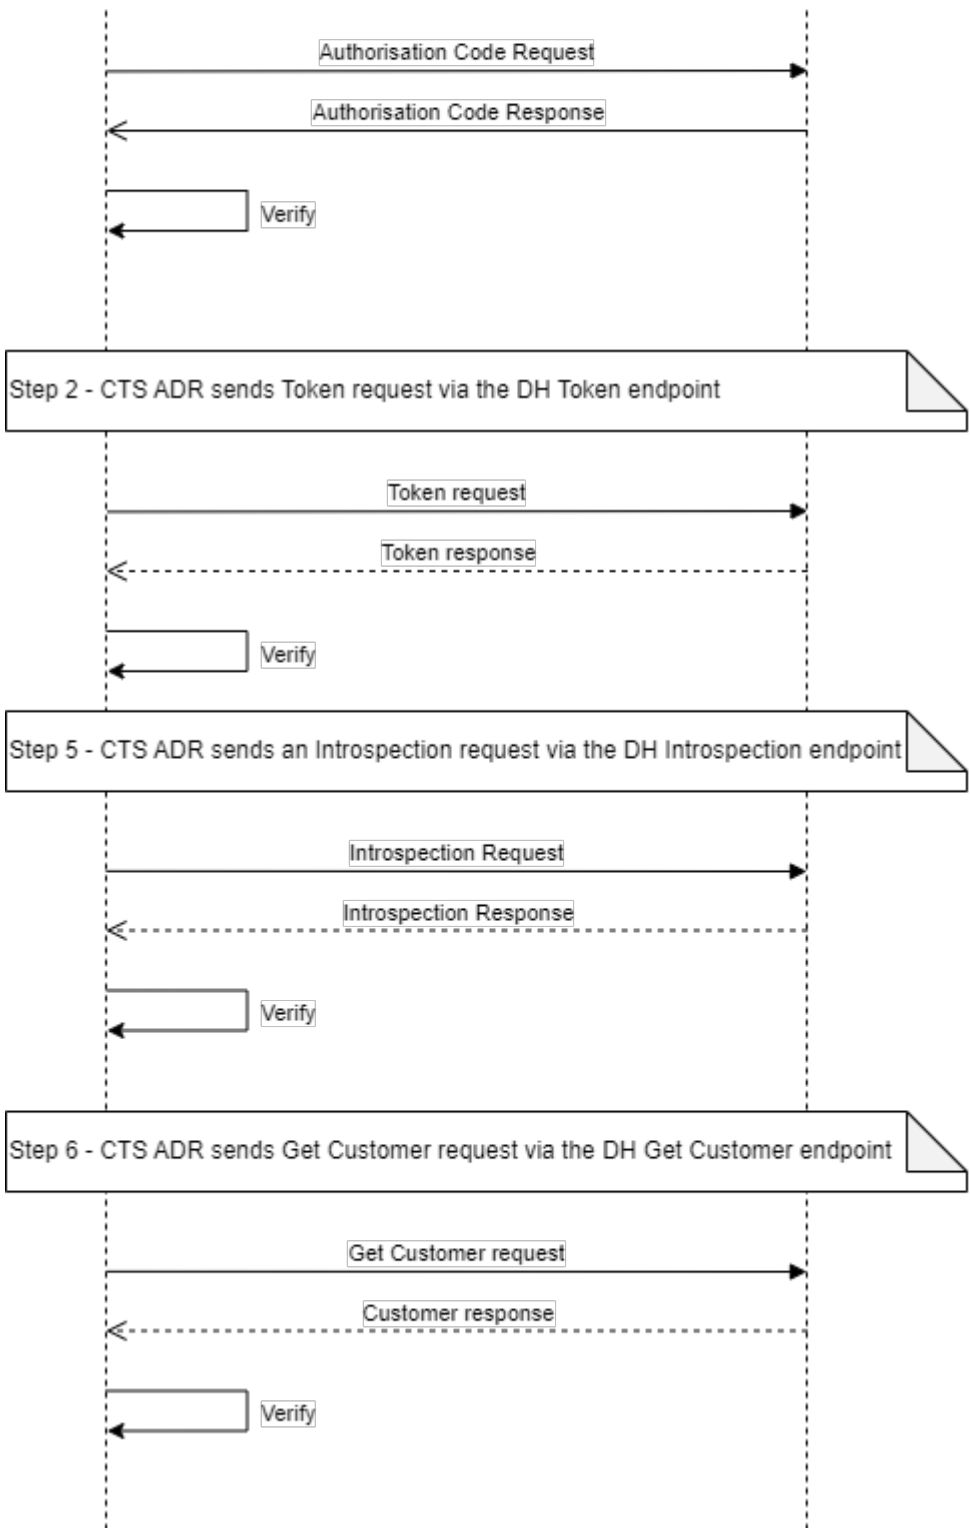 Authorisation Code Request
Authorisation Code Response
Verify
Step 2 - CTS ADR sends Token request via the DH Token endpoint
Token request
Token response
Verify
Step 5 - CTS ADR sends an Introspection request via the DH Introspection endpoint
Introspection Request
Introspection Response
Verify
Step 6 - CTS ADR sends Get Customer request via the DH Get Customer endpoint
Get Customer request
Customer response
Verify